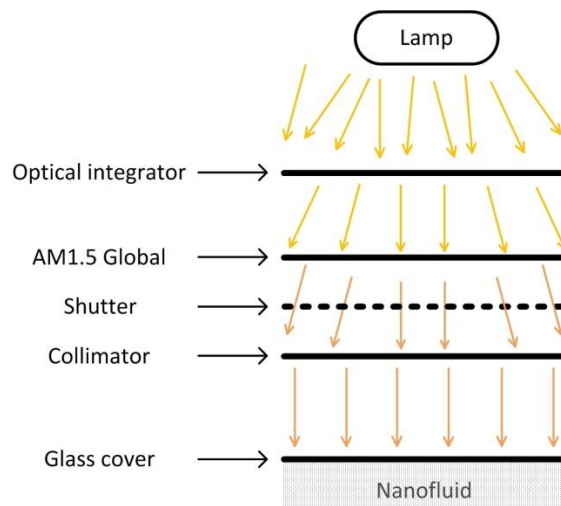 Lamp
Optical integrator
AM1.5 Global
Shutter
Collimator
Glass cover
Nanofluid